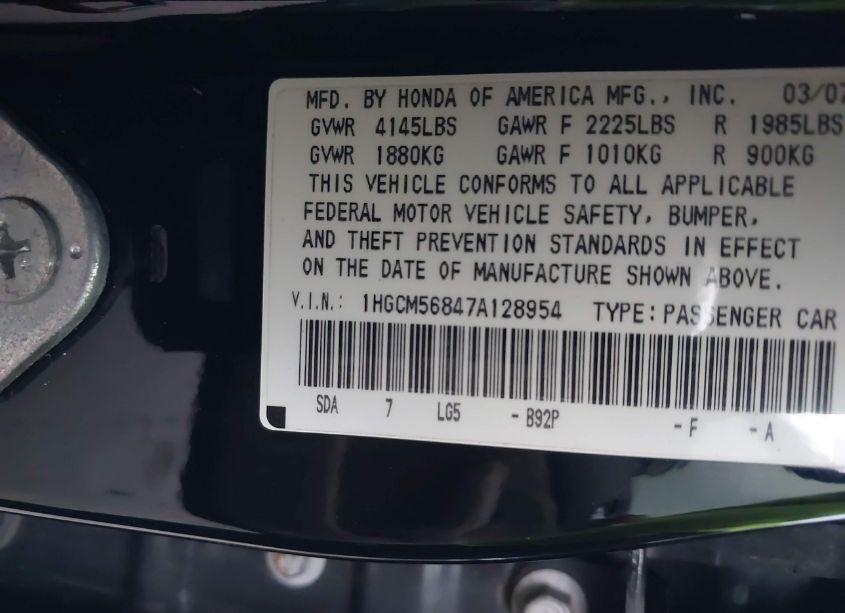 MFD. BY HONDA OF AMERICA MFG., INC. 03/07
GVWR 4145LBS GAWR F 2225LBS R 1985LBS
GVWR 1880KG GAWR F 1010KG R 900KG
THIS VEHICLE CONFORMS TO ALL APPLICABLE
FEDERAL MOTOR VEHICLE SAFETY, BUMPER,
AND THEFT PREVENTION STANDARDS IN EFFECT
ON THE DATE OF MANUFACTURE SHOWN ABOVE.
V.I.N.: 1HGCM56847A128954 TYPE: PASSENGER CAR
SDA 7 LG5 - B92P - F - A